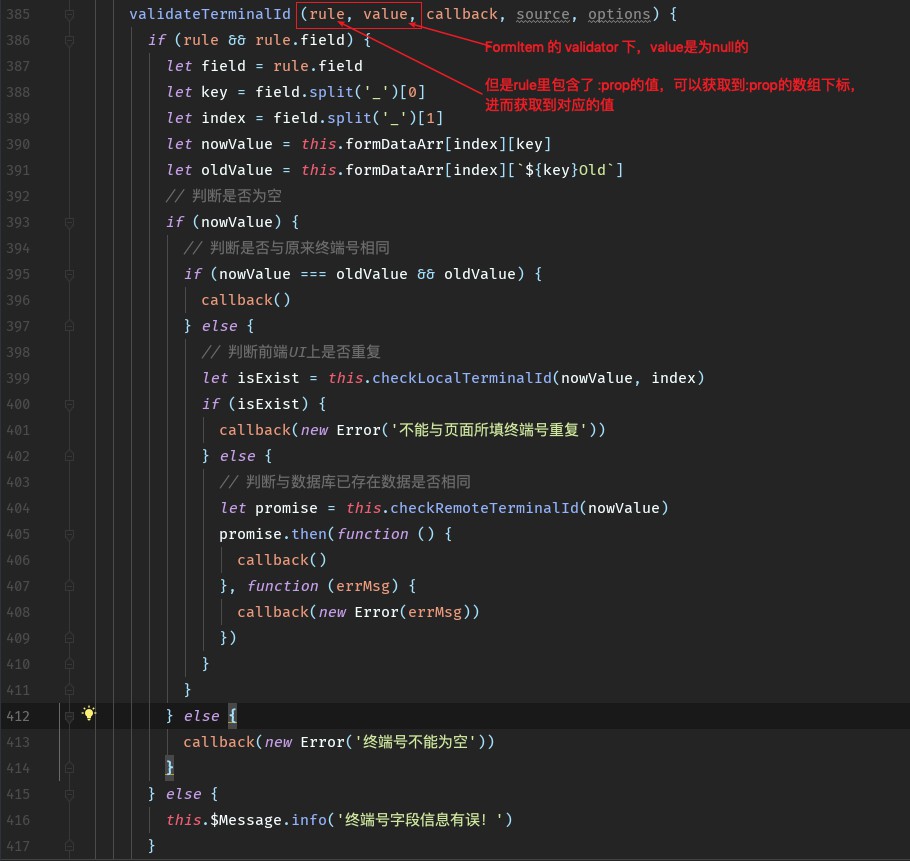 385 validateTerminalId (rule, value, callback, source, options) {
FormItem 的 validator 下，value是为null的
386 if (rule && rule.field) {
387 let field = rule.field
但是rule里包含了 :prop的值，可以获取到:prop的数组下标，
进而获取到对应的值
388 let key = field.split('_')[0]
389 let index = field.split('_')[1]
390 let nowValue = this.formDataArr[index][key]
391 let oldValue = this.formDataArr[index][`${key}Old`]
392 // 判断是否为空
393 if (nowValue) {
394 // 判断是否与原来终端号相同
395 if (nowValue === oldValue && oldValue) {
396 callback()
397 } else {
398 // 判断前端UI上是否重复
399 let isExist = this.checkLocalTerminalId(nowValue, index)
400 if (isExist) {
401 callback(new Error('不能与页面所填终端号重复'))
402 } else {
403 // 判断与数据库已存在数据是否相同
404 let promise = this.checkRemoteTerminalId(nowValue)
405 promise.then(function () {
406 callback()
407 }, function (errMsg) {
408 callback(new Error(errMsg))
409 })
410 }
411 }
412 } else {
413 callback(new Error('终端号不能为空'))
414 }
415 } else {
416 this.$Message.info('终端号字段信息有误！')
417 }